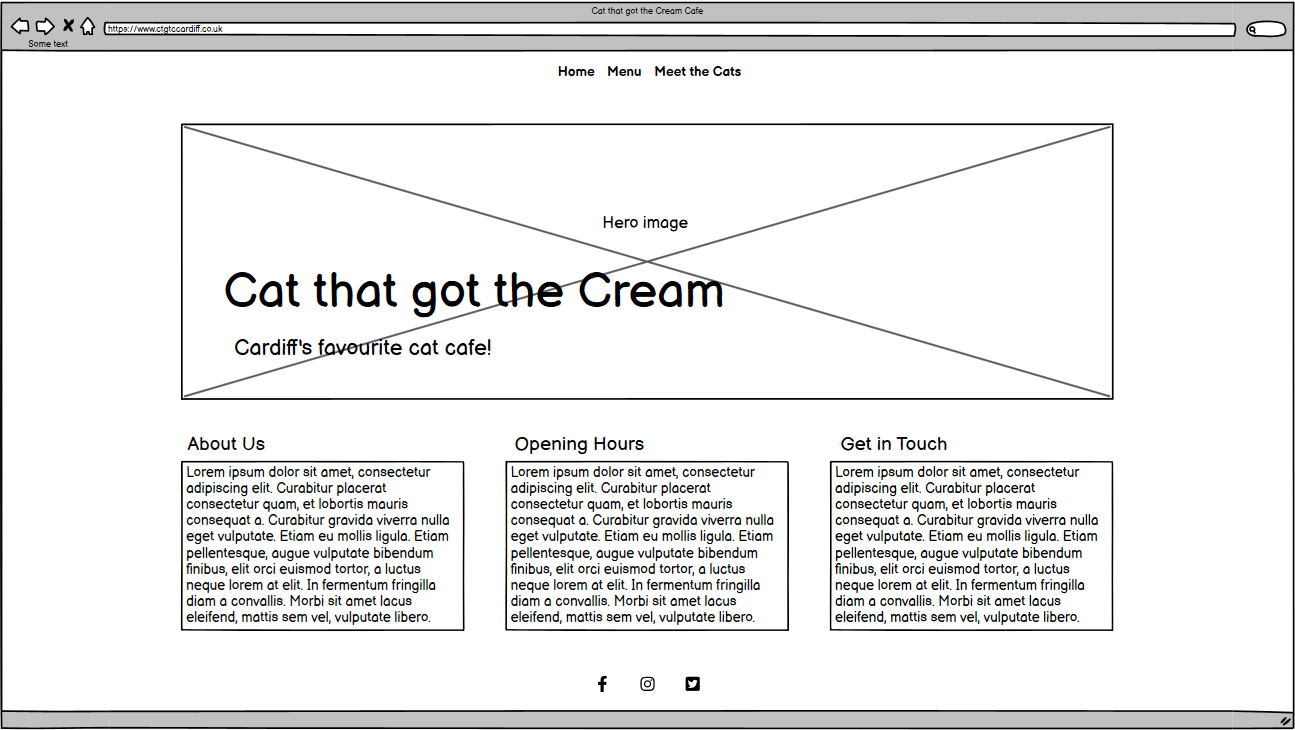 Cat that got the Cream Cafe
https://www.ctgtccardiff.co.uk
Some text
Home Menu Meet the Cats
Hero image
Cat that got the Cream
Cardiff's favourite cat cafe!
About Us
Lorem ipsum dolor sit amet, consectetur
adipiscing elit. Curabitur placerat
consectetur quam, et lobortis mauris
consequat a. Curabitur gravida viverra nulla
eget vulputate. Etiam eu mollis ligula. Etiam
pellentesque, augue vulputate bibendum
finibus, elit orci euismod tortor, a luctus
neque lorem at elit. In fermentum fringilla
diam a convallis. Morbi sit amet lacus
eleifend, mattis sem vel, vulputate libero.
Opening Hours
Lorem ipsum dolor sit amet, consectetur
adipiscing elit. Curabitur placerat
consectetur quam, et lobortis mauris
consequat a. Curabitur gravida viverra nulla
eget vulputate. Etiam eu mollis ligula. Etiam
pellentesque, augue vulputate bibendum
finibus, elit orci euismod tortor, a luctus
neque lorem at elit. In fermentum fringilla
diam a convallis. Morbi sit amet lacus
eleifend, mattis sem vel, vulputate libero.
Get in Touch
Lorem ipsum dolor sit amet, consectetur
adipiscing elit. Curabitur placerat
consectetur quam, et lobortis mauris
consequat a. Curabitur gravida viverra nulla
eget vulputate. Etiam eu mollis ligula. Etiam
pellentesque, augue vulputate bibendum
finibus, elit orci euismod tortor, a luctus
neque lorem at elit. In fermentum fringilla
diam a convallis. Morbi sit amet lacus
eleifend, mattis sem vel, vulputate libero.